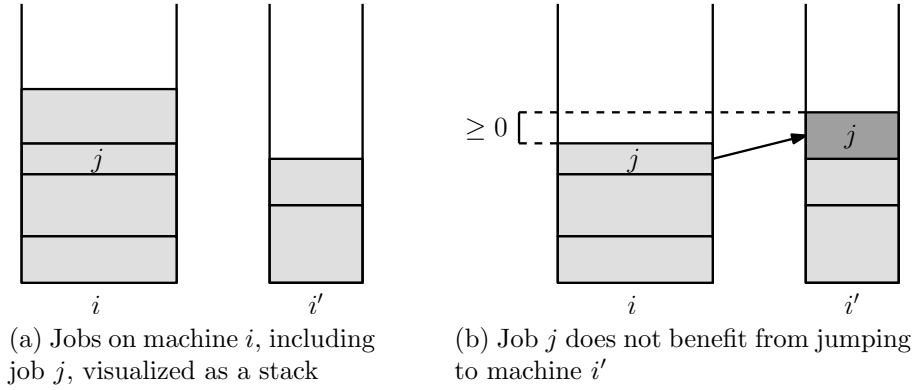 j
i
i′
(a) Jobs on machine i, including
job j, visualized as a stack
≥ 0
j
j
i
i′
(b) Job j does not benefit from jumping
to machine i′